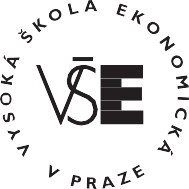 VYSOKÁ ŠKOLA EKONOMICKÁ
VŠE
V PRAZE